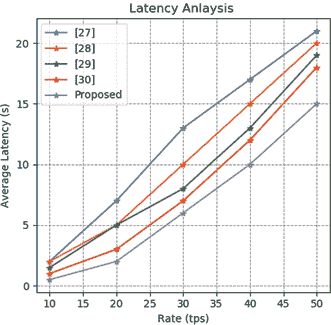 Latency Anlaysis
[27]
[28]
[29]
[30]
Proposed
Average Latency (s)
20
15
10
5
0
10 15 20 25 30 35 40 45 50
Rate (tps)